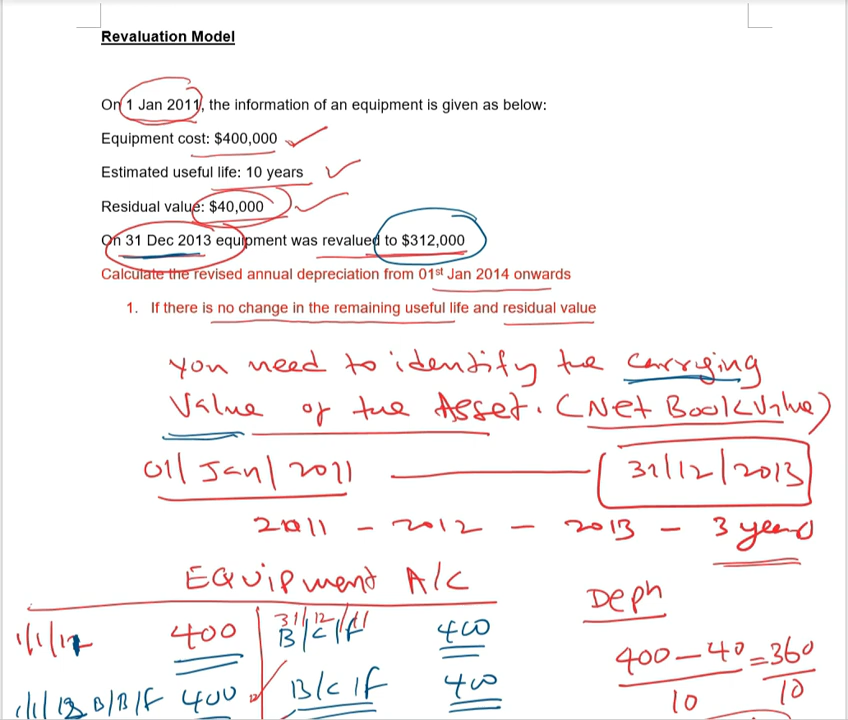 Revaluation Model
On 1 Jan 2011, the information of an equipment is given as below:
Equipment cost: $400,000
Estimated useful life: 10 years
Residual value: $40,000
On 31 Dec 2013 equipment was revalued to $312,000
Calculate the revised annual depreciation from 01st Jan 2014 onwards
1. If there is no change in the remaining useful life and residual value
you need to identify the carrying
Value of the Asset. (Net Book Value)
01/Jan/2011 31/12/2013
2011 - 2012 - 2013 - 3 years
Equipment A/C
Deph
31/12/11
1/1/12 400 B/C/f 400
400-40 = 360
10 10
B/B/f 400 B/C/f 400